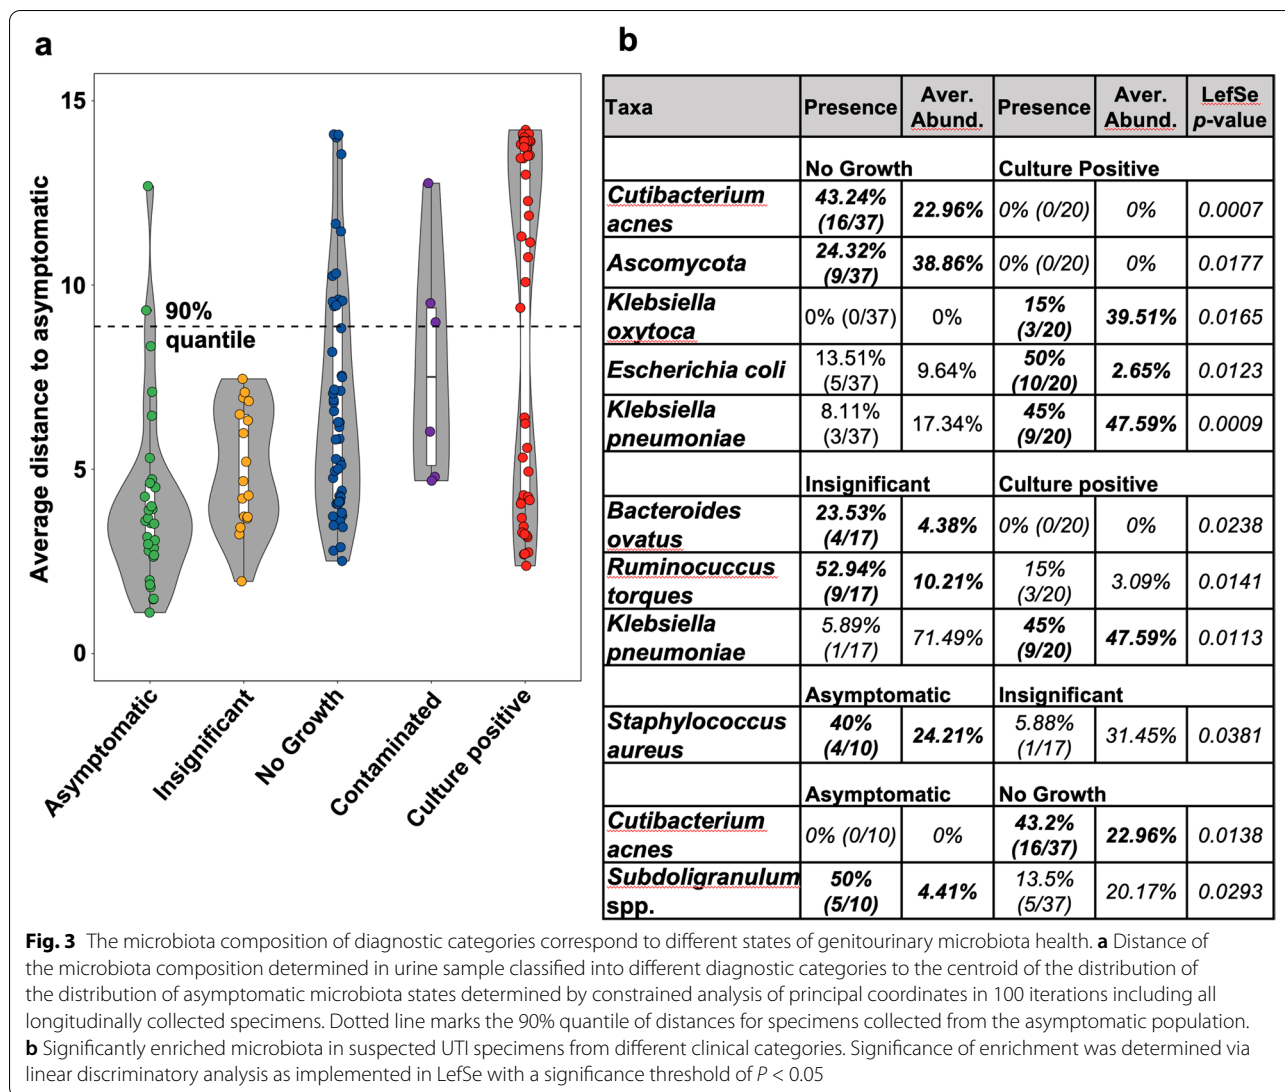 a
Average distance to asymptomatic
15
10
5
0
90%
quantile
Asymptomatic
Insignificant
No Growth
Contaminated
Culture positive
b
Taxa Presence Aver. Abund. Presence Aver. Abund. LefSe p-value
No Growth Culture Positive
Cutibacterium acnes 43.24% (16/37) 22.96% 0% (0/20) 0% 0.0007
Ascomycota 24.32% (9/37) 38.86% 0% (0/20) 0% 0.0177
Klebsiella oxytoca 0% (0/37) 0% 15% (3/20) 39.51% 0.0165
Escherichia coli 13.51% (5/37) 9.64% 50% (10/20) 2.65% 0.0123
Klebsiella pneumoniae 8.11% (3/37) 17.34% 45% (9/20) 47.59% 0.0009
Insignificant Culture positive
Bacteroides ovatus 23.53% (4/17) 4.38% 0% (0/20) 0% 0.0238
Ruminocuccus torques 52.94% (9/17) 10.21% 15% (3/20) 3.09% 0.0141
Klebsiella pneumoniae 5.89% (1/17) 71.49% 45% (9/20) 47.59% 0.0113
Asymptomatic Insignificant
Staphylococcus aureus 40% (4/10) 24.21% 5.88% (1/17) 31.45% 0.0381
Asymptomatic No Growth
Cutibacterium acnes 0% (0/10) 0% 43.2% (16/37) 22.96% 0.0138
Subdoligranulum spp. 50% (5/10) 4.41% 13.5% (5/37) 20.17% 0.0293
Fig. 3 The microbiota composition of diagnostic categories correspond to different states of genitourinary microbiota health. a Distance of
the microbiota composition determined in urine sample classified into different diagnostic categories to the centroid of the distribution of
the distribution of asymptomatic microbiota states determined by constrained analysis of principal coordinates in 100 iterations including all
longitudinally collected specimens. Dotted line marks the 90% quantile of distances for specimens collected from the asymptomatic population.
b Significantly enriched microbiota in suspected UTI specimens from different clinical categories. Significance of enrichment was determined via
linear discriminatory analysis as implemented in LefSe with a significance threshold of P < 0.05